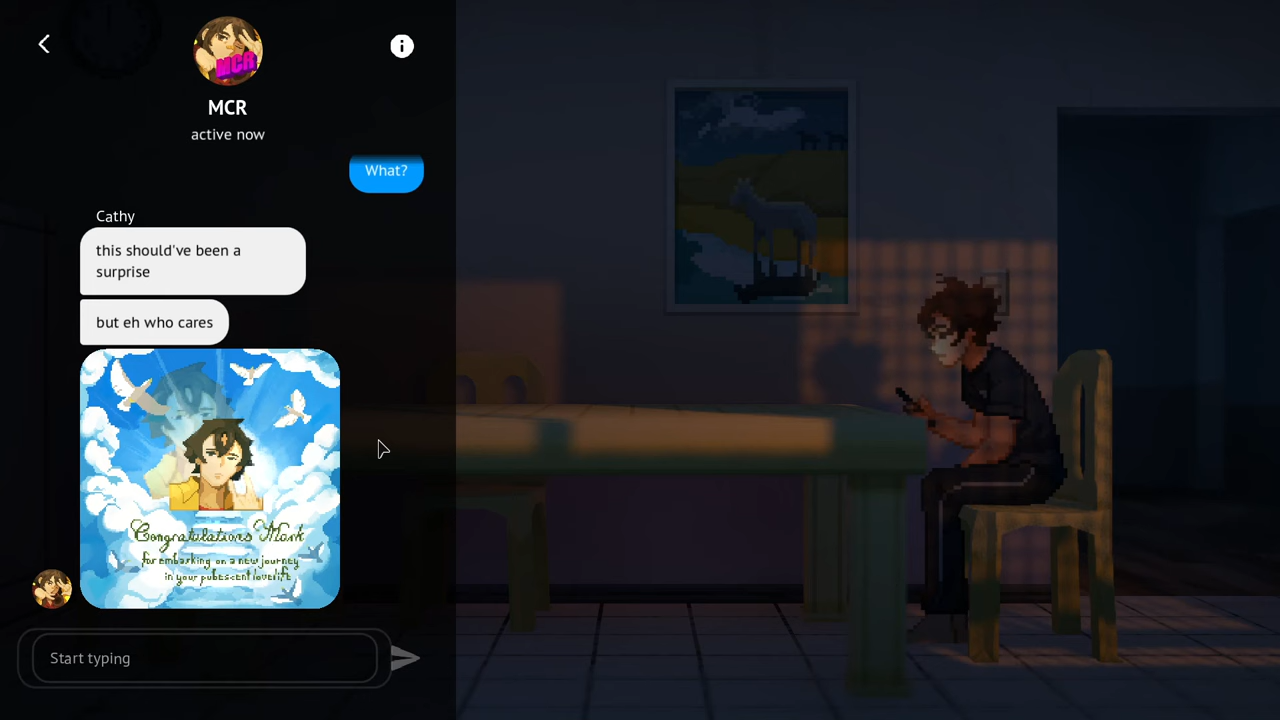 MCR
MCR
active now
What?
Cathy
this should've been a
surprise
but eh who cares
Congratulations Mark
for embarking on a new journey
in your pubescent lovelife
Start typing